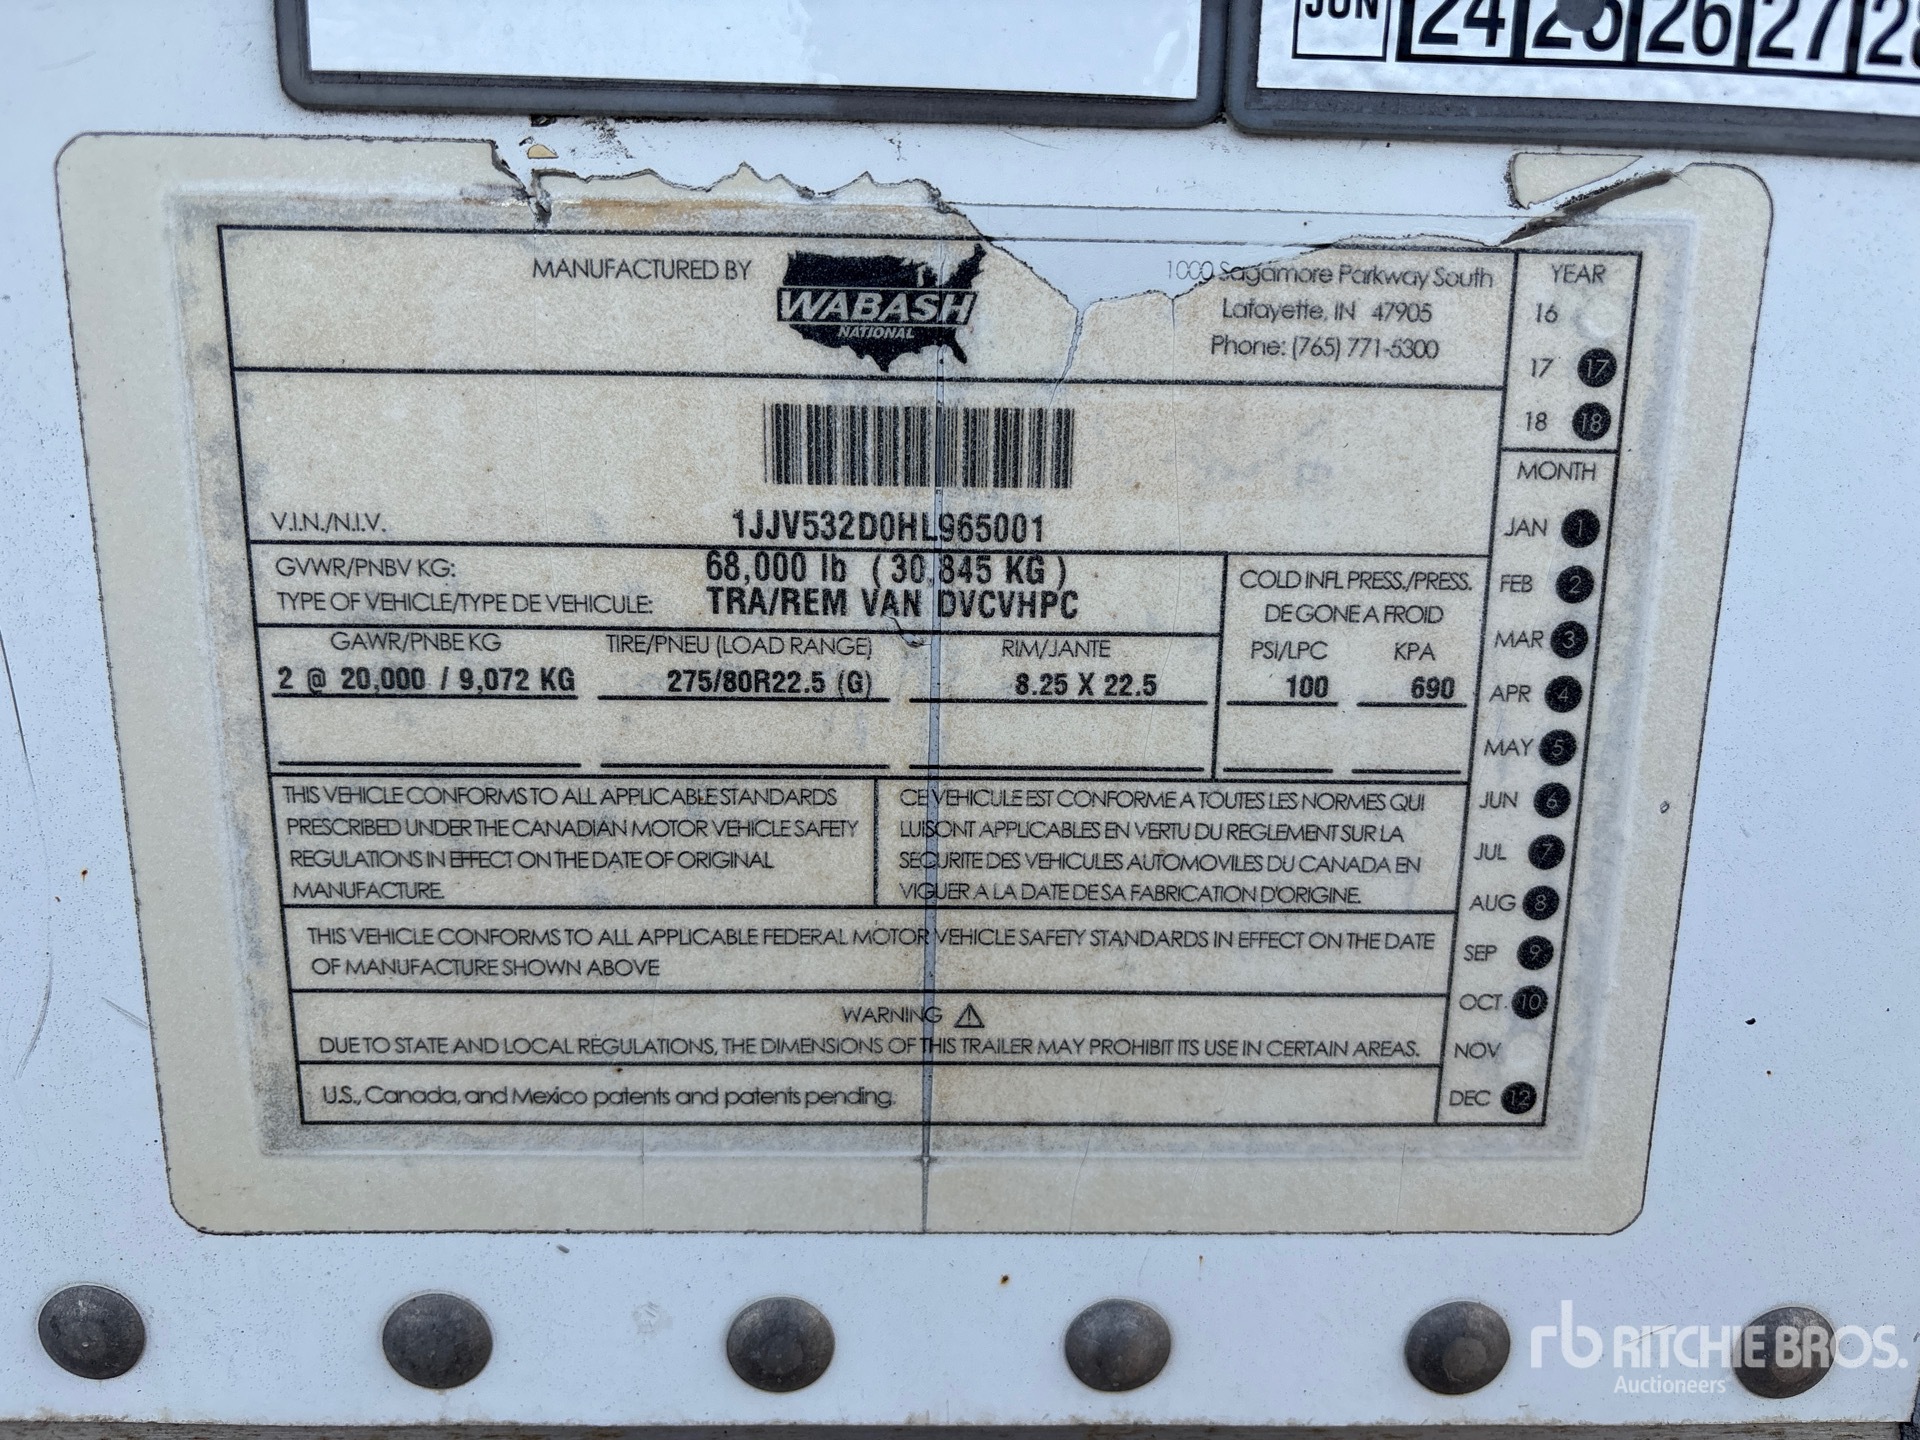 JUN 24 25 26 27 28
MANUFACTURED BY
WABASH
NATIONAL
1000 Sagamore Parkway South
Lafayette, IN 47905
Phone: (765) 771-5300
YEAR
16
17 17
18 18
MONTH
JAN 1
FEB 2
MAR 3
APR 4
MAY 5
JUN 6
JUL 7
AUG 8
SEP 9
OCT. 10
NOV
DEC 12
V.I.N./N.I.V. 1JJV532D0HL965001
GVWR/PNBV KG: 68,000 lb ( 30,845 KG )
TYPE OF VEHICLE/TYPE DE VEHICULE: TRA/REM VAN DVCVHPC
COLD INFL PRESS./PRESS.
DE GONE A FROID
GAWR/PNBE KG TIRE/PNEU (LOAD RANGE) RIM/JANTE PSI/LPC KPA
2 @ 20,000 / 9,072 KG 275/80R22.5 (G) 8.25 X 22.5 100 690
THIS VEHICLE CONFORMS TO ALL APPLICABLE STANDARDS
PRESCRIBED UNDER THE CANADIAN MOTOR VEHICLE SAFETY
REGULATIONS IN EFFECT ON THE DATE OF ORIGINAL
MANUFACTURE.
CE VEHICULE EST CONFORME A TOUTES LES NORMES QUI
LUISONT APPLICABLES EN VERTU DU REGLEMENT SUR LA
SECURITE DES VEHICULES AUTOMOVILES DU CANADA EN
VIGUER A LA DATE DE SA FABRICATION D'ORIGINE.
THIS VEHICLE CONFORMS TO ALL APPLICABLE FEDERAL MOTOR VEHICLE SAFETY STANDARDS IN EFFECT ON THE DATE
OF MANUFACTURE SHOWN ABOVE
WARNING
DUE TO STATE AND LOCAL REGULATIONS, THE DIMENSIONS OF THIS TRAILER MAY PROHIBIT ITS USE IN CERTAIN AREAS.
U.S., Canada, and Mexico patents and patents pending.
rb RITCHIE BROS.
Auctioneers